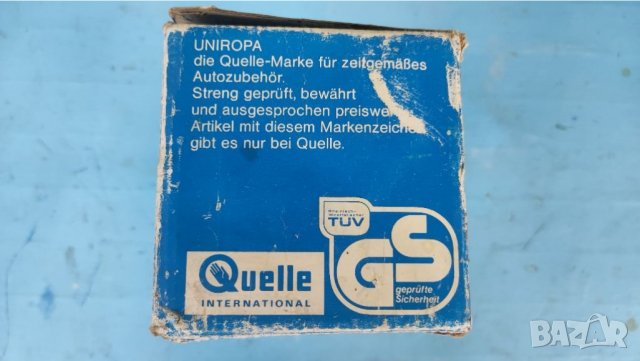 UNIROPA
die Quelle-Marke für zeitgemäßes
Autozubehör.
Streng geprüft, bewährt
und ausgesprochen
Artikel mit diesem
gibt es nur bei Quelle.
TÜV
GS
geprüfte
Sicherheit
Quelle
INTERNATIONAL
BAZAR